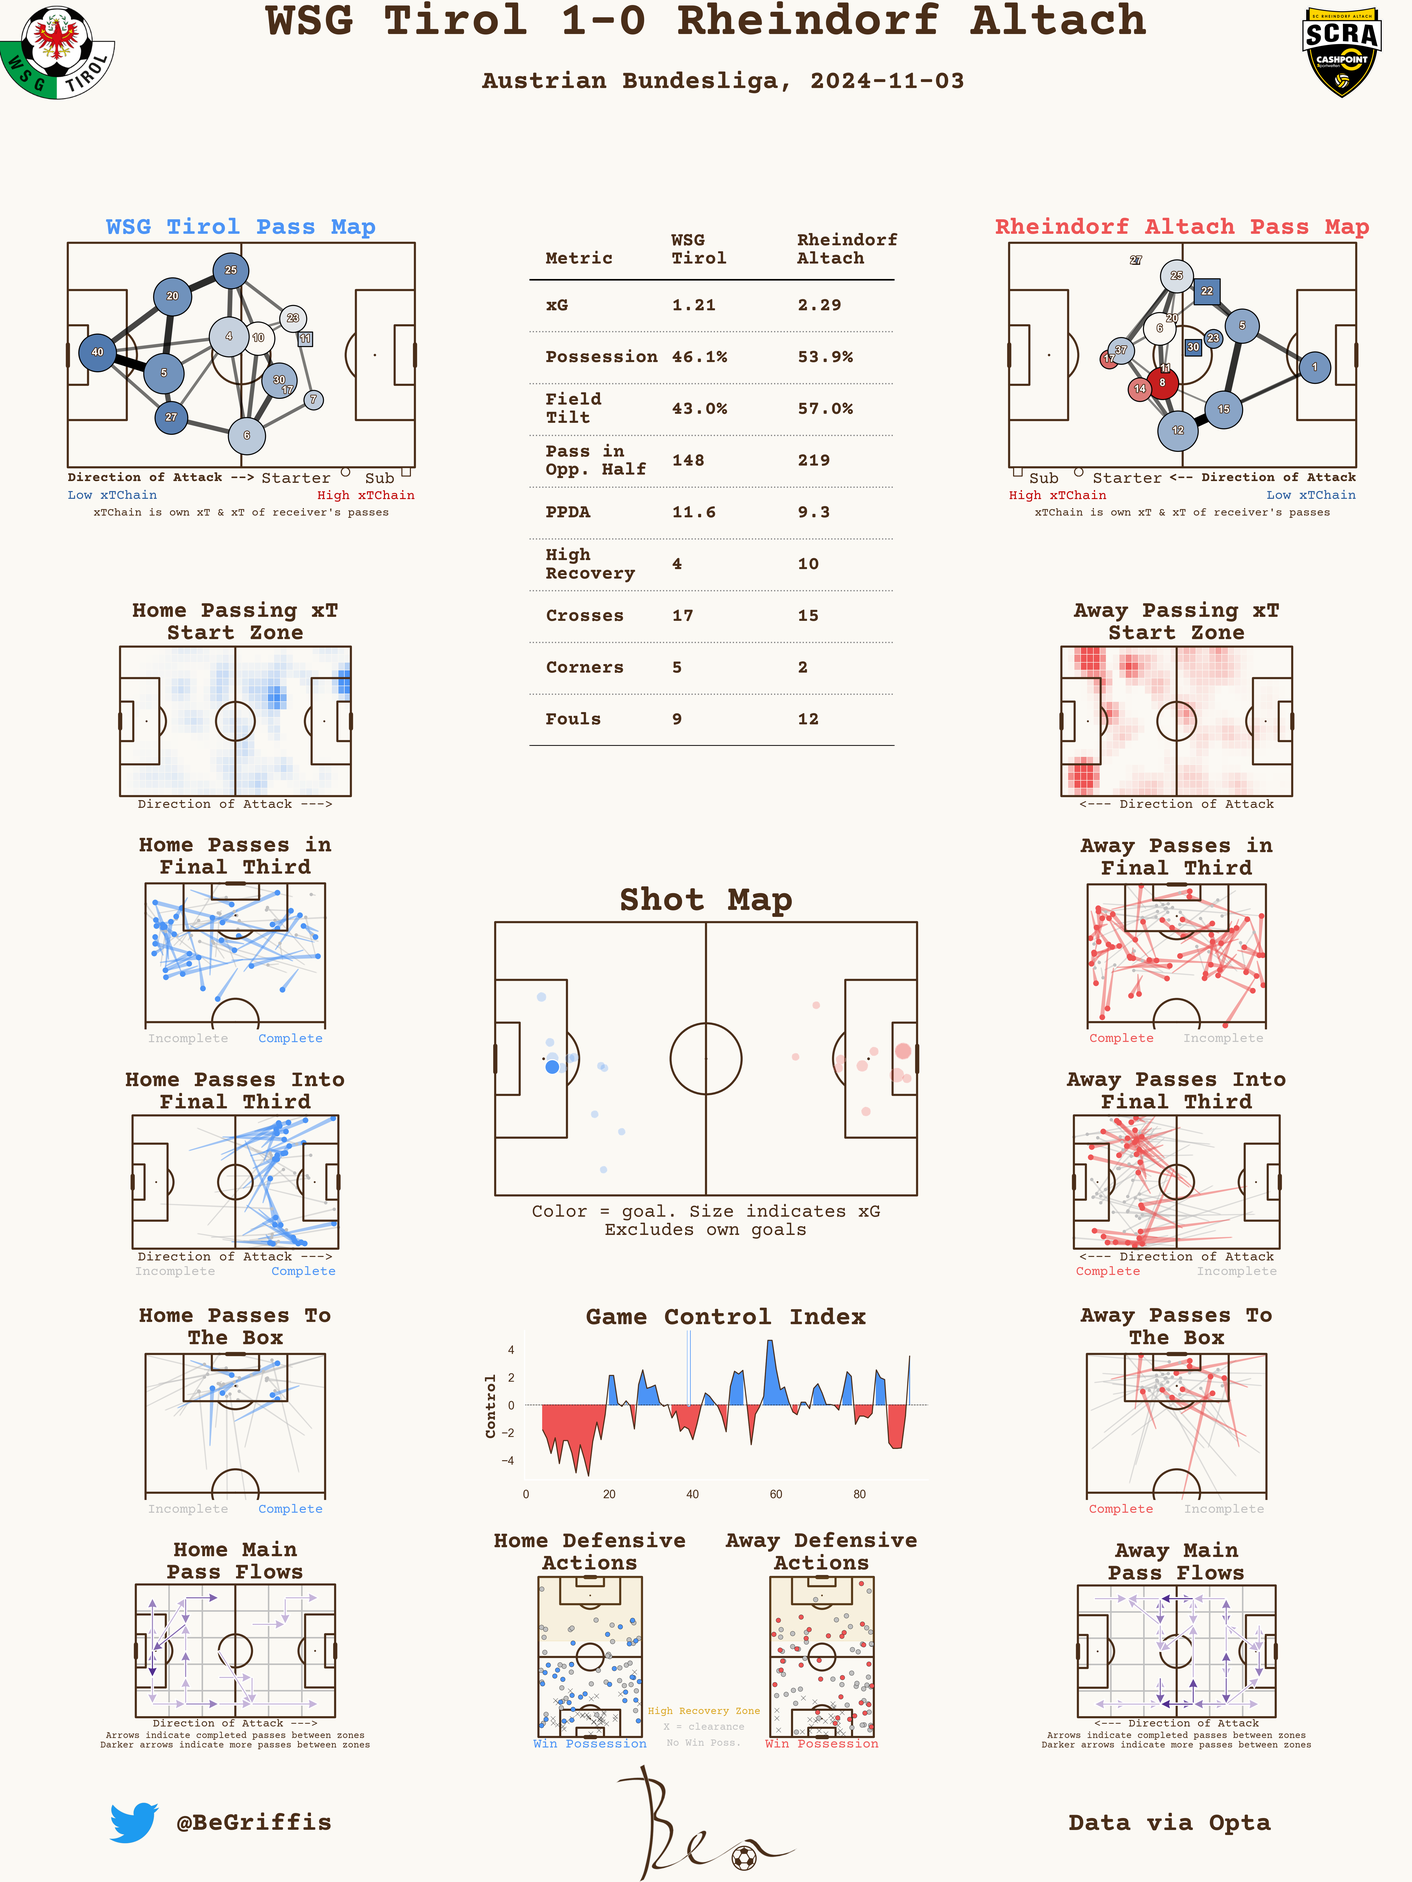 WSG Tirol 1-0 Rheindorf Altach
Austrian Bundesliga, 2024-11-03
WSG TIROL
SC RHEINDORF ALTACH
SCRA
CASHPOINT
WSG Tirol Pass Map
25
20
23
4
10
11
40
5
30
17
7
27
6
Direction of Attack --> Starter Sub
Low xTChain High xTChain
xTChain is own xT & xT of receiver's passes
Metric WSG Tirol Rheindorf Altach
xG 1.21 2.29
Possession 46.1% 53.9%
Field Tilt 43.0% 57.0%
Pass in Opp. Half 148 219
PPDA 11.6 9.3
High Recovery 4 10
Crosses 17 15
Corners 5 2
Fouls 9 12
Rheindorf Altach Pass Map
27
25
22
20
6
5
23
37
30
17
11
1
8
14
15
12
Sub Starter <-- Direction of Attack
High xTChain Low xTChain
xTChain is own xT & xT of receiver's passes
Home Passing xT
Start Zone
Direction of Attack --->
Away Passing xT
Start Zone
<--- Direction of Attack
Home Passes in
Final Third
Incomplete Complete
Away Passes in
Final Third
Complete Incomplete
Shot Map
Color = goal. Size indicates xG
Excludes own goals
Home Passes Into
Final Third
Direction of Attack --->
Incomplete Complete
Away Passes Into
Final Third
<--- Direction of Attack
Complete Incomplete
Home Passes To
The Box
Incomplete Complete
Game Control Index
Control
4
2
0
−2
−4
0 20 40 60 80
Away Passes To
The Box
Complete Incomplete
Home Main
Pass Flows
Direction of Attack --->
Arrows indicate completed passes between zones
Darker arrows indicate more passes between zones
Home Defensive
Actions
Win Possession
High Recovery Zone
X = clearance
No Win Poss.
Away Defensive
Actions
Win Possession
Away Main
Pass Flows
<--- Direction of Attack
Arrows indicate completed passes between zones
Darker arrows indicate more passes between zones
@BeGriffis
Ben
Data via Opta